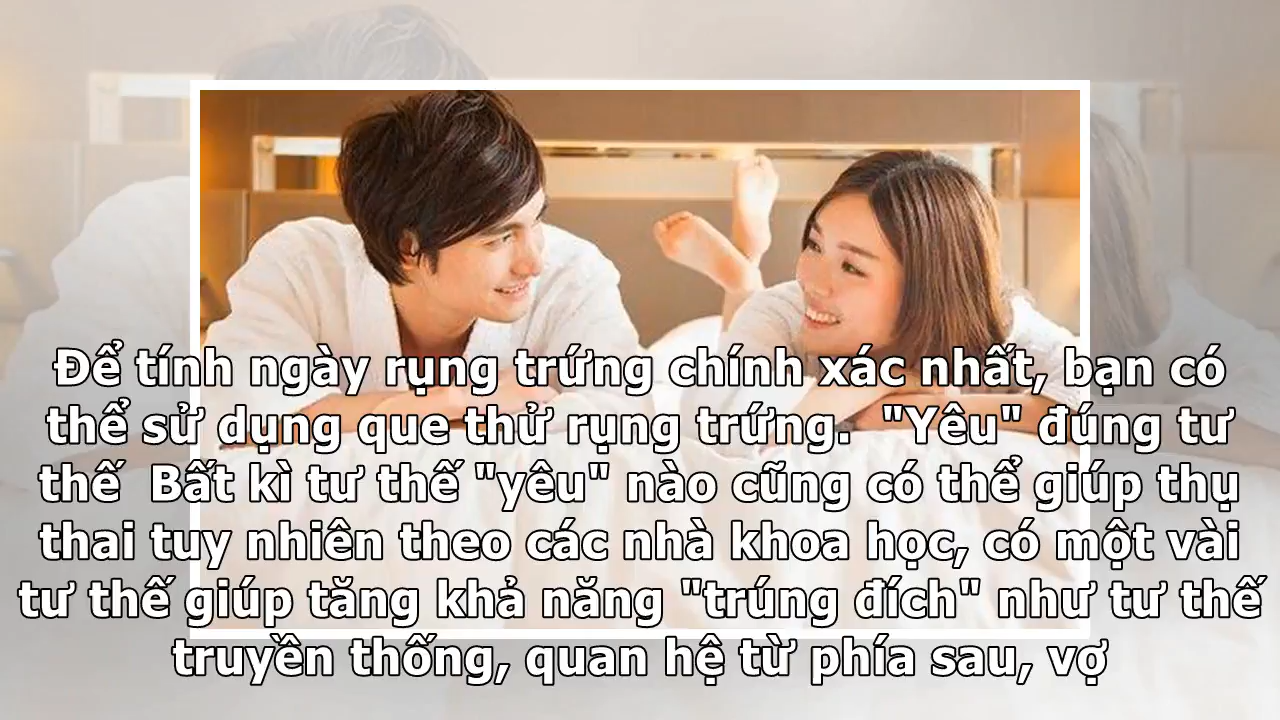 Để tính ngày rụng trứng chính xác nhất, bạn có
thể sử dụng que thử rụng trứng.  "Yêu" đúng tư
thế  Bất kì tư thế "yêu" nào cũng có thể giúp thụ
thai tuy nhiên theo các nhà khoa học, có một vài
tư thế giúp tăng khả năng "trúng đích" như tư thế
truyền thống, quan hệ từ phía sau, vợ